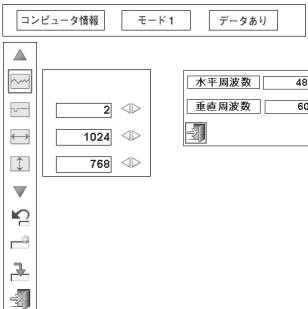 コンピュータ情報 モード1 データあり
水平周波数 48
2
垂直周波数 60
1024
768